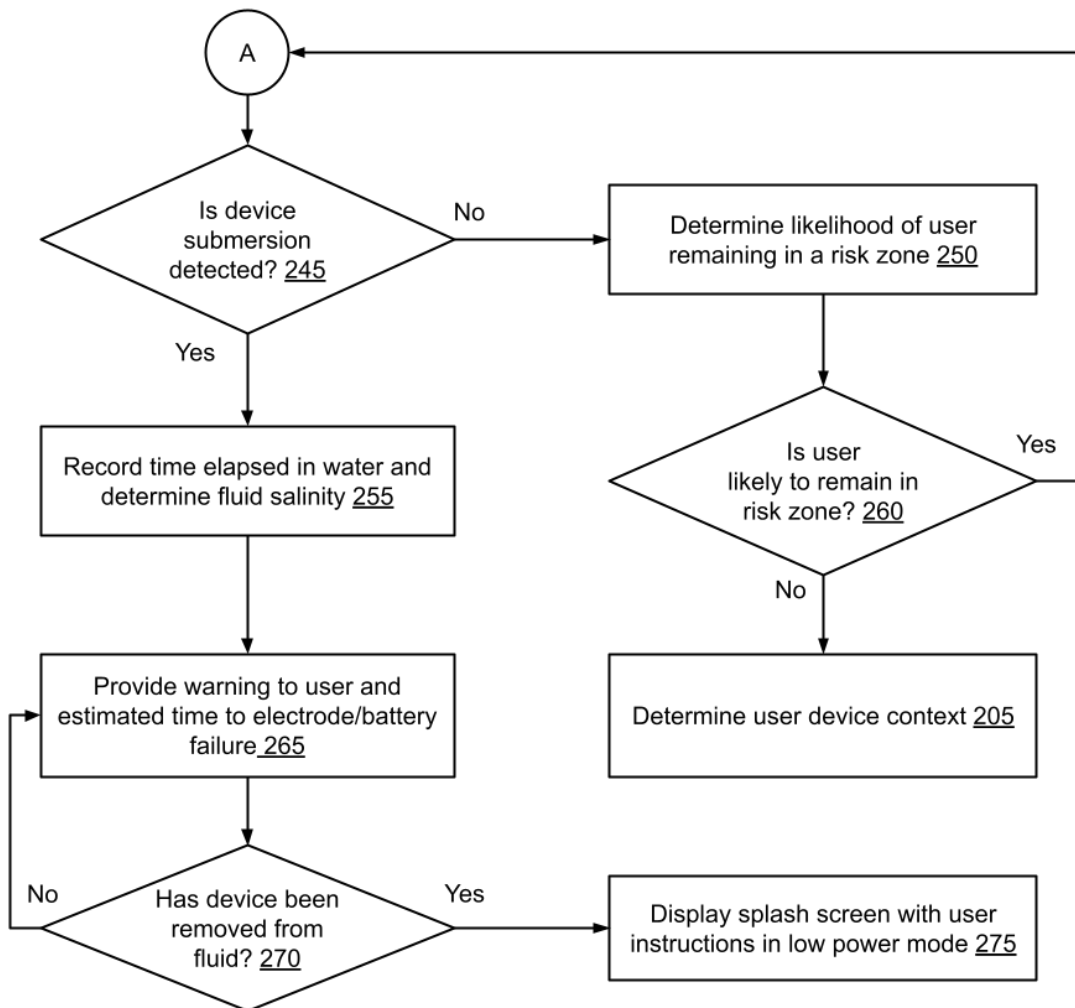 A
Is device
submersion
detected? 245
No
Determine likelihood of user
remaining in a risk zone 250
Yes
Record time elapsed in water and
determine fluid salinity 255
Is user
likely to remain in
risk zone? 260
Yes
No
Provide warning to user and
estimated time to electrode/battery
failure 265
Determine user device context 205
No
Has device been
removed from
fluid? 270
Yes
Display splash screen with user
instructions in low power mode 275